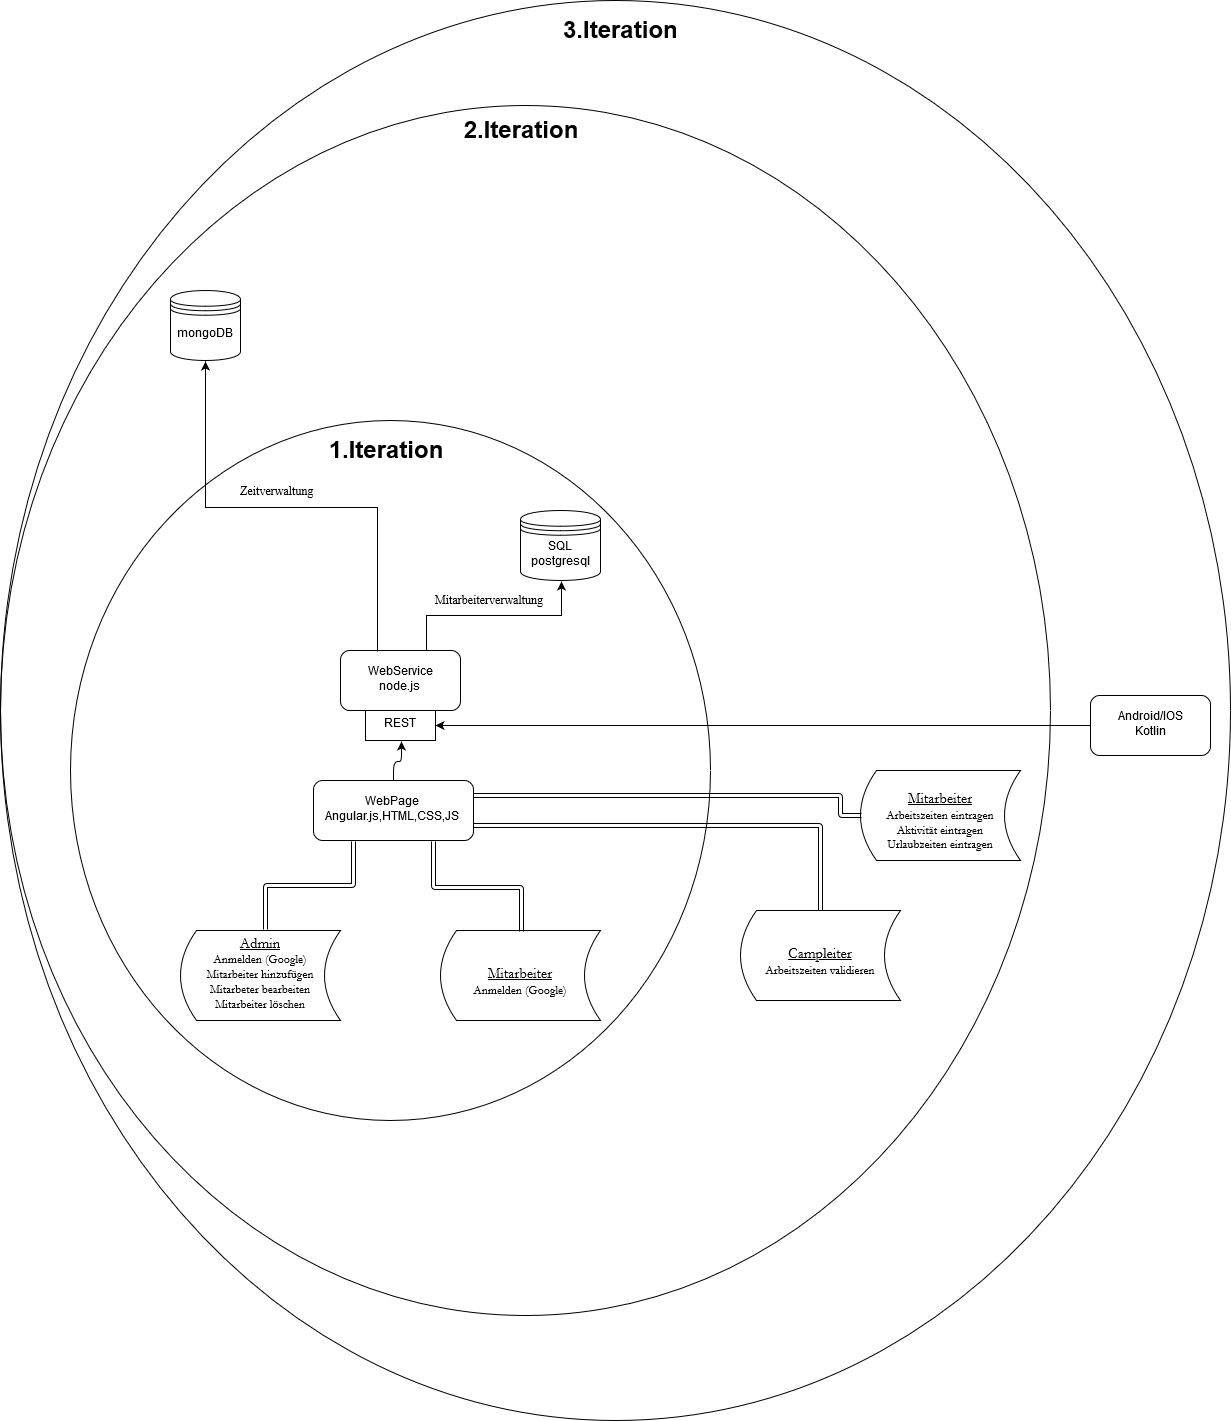 3.Iteration
2.Iteration
mongoDB
1.Iteration
Zeitverwaltung
SQL
postgresql
Mitarbeiterverwaltung
WebService
node.js
REST
Android/IOS
Kotlin
WebPage
Angular.js,HTML,CSS,JS
Mitarbeiter
Arbeitszeiten eintragen
Aktivität eintragen
Urlaubzeiten eintragen
Admin
Anmelden (Google)
Mitarbeiter hinzufügen
Mitarbeter bearbeiten
Mitarbeiter löschen
Mitarbeiter
Anmelden (Google)
Campleiter
Arbeitszeiten validieren